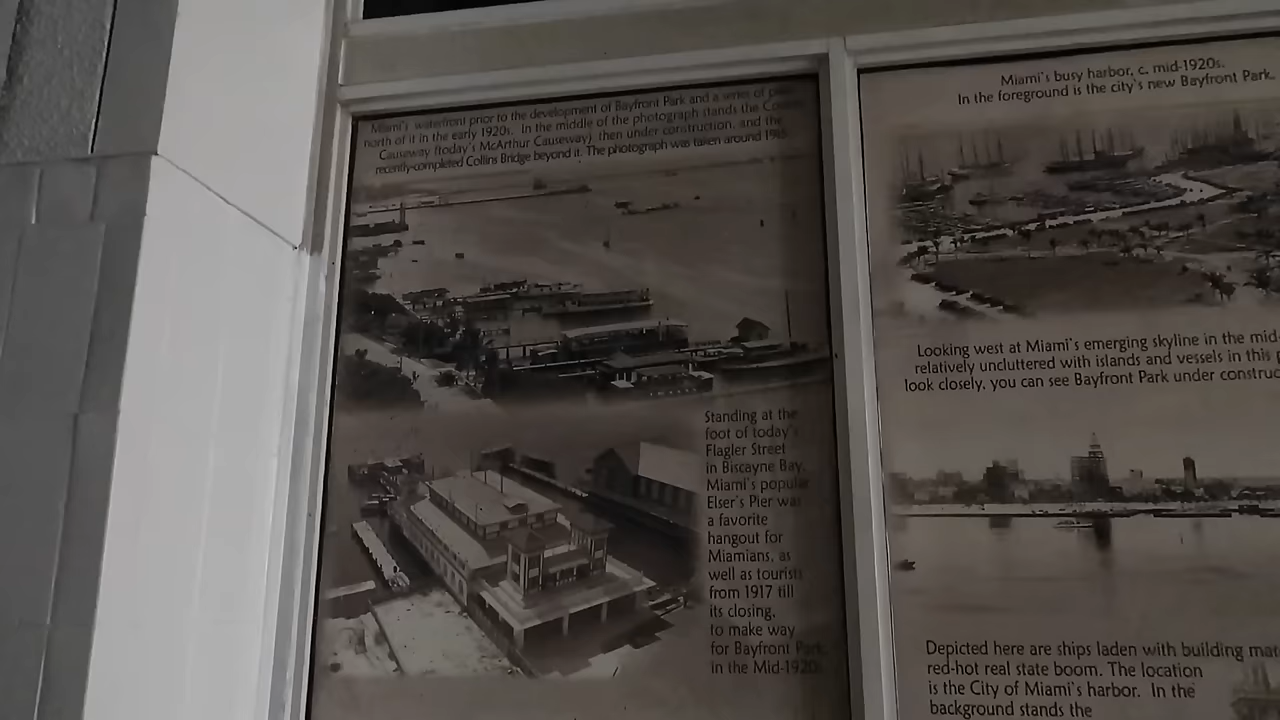 Miami's waterfront prior to the development of Bayfront Park and a series of
north of it in the early 1920s. In the middle of the photograph stands the
Causeway (today's McArthur Causeway), then under construction, and the
recently-completed Collins Bridge beyond it. The photograph was taken around
Standing at the
foot of today's
Flagler Street
in Biscayne Bay,
Miami's popular
Elser's Pier was
a favorite
hangout for
Miamians, as
well as tourists
from 1917 till
its closing,
to make way
for Bayfront Park
in the Mid-1920s.
Miami's busy harbor, c. mid-1920s.
In the foreground is the city's new Bayfront Park.
Looking west at Miami's emerging skyline in the mid-
relatively uncluttered with islands and vessels in this
look closely, you can see Bayfront Park under construc
Depicted here are ships laden with building mat
red-hot real state boom. The location
is the City of Miami's harbor. In the
background stands the